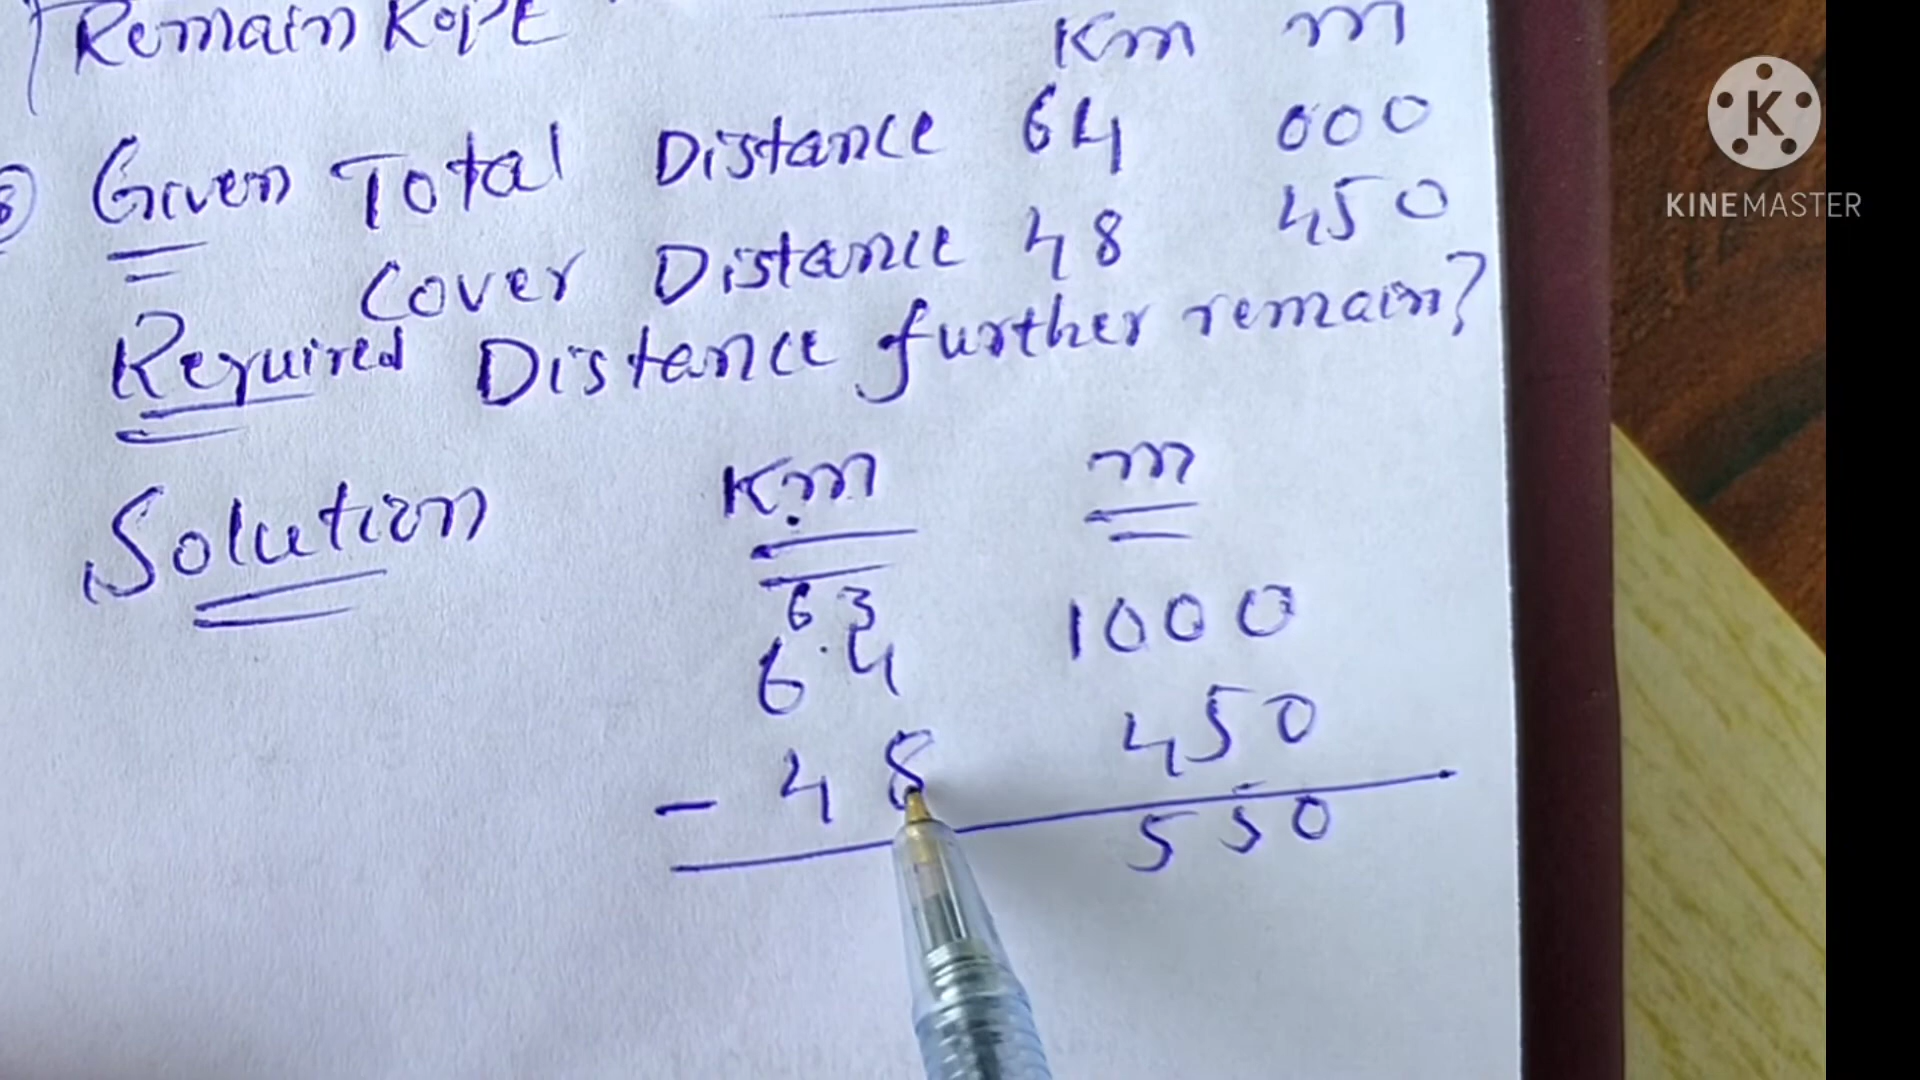 Remain Rope
Km m
Given Total Distance 64 000
Cover Distance 48 450
Required Distance further remain?
Solution Km m
63
64 1000
- 48 450
550
K
KINEMASTER